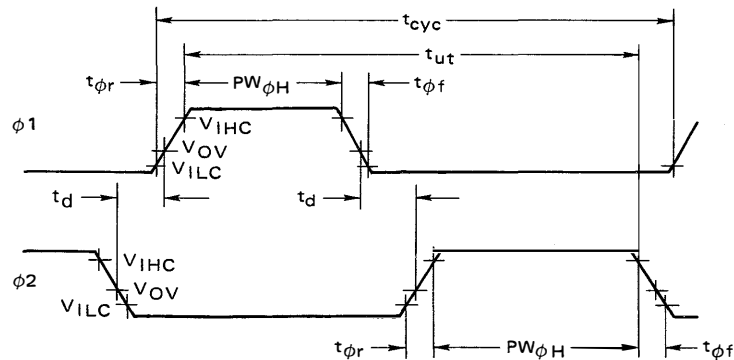 tcyc
tut
tϕr
PWϕH
tϕf
ϕ1
VIHC
VOV
VILC
td
td
ϕ2
VIHC
VOV
VILC
tϕr
PWϕH
tϕf